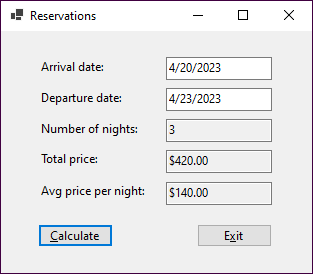 Reservations
Arrival date: 4/20/2023
Departure date: 4/23/2023
Number of nights: 3
Total price: $420.00
Avg price per night: $140.00
Calculate Exit